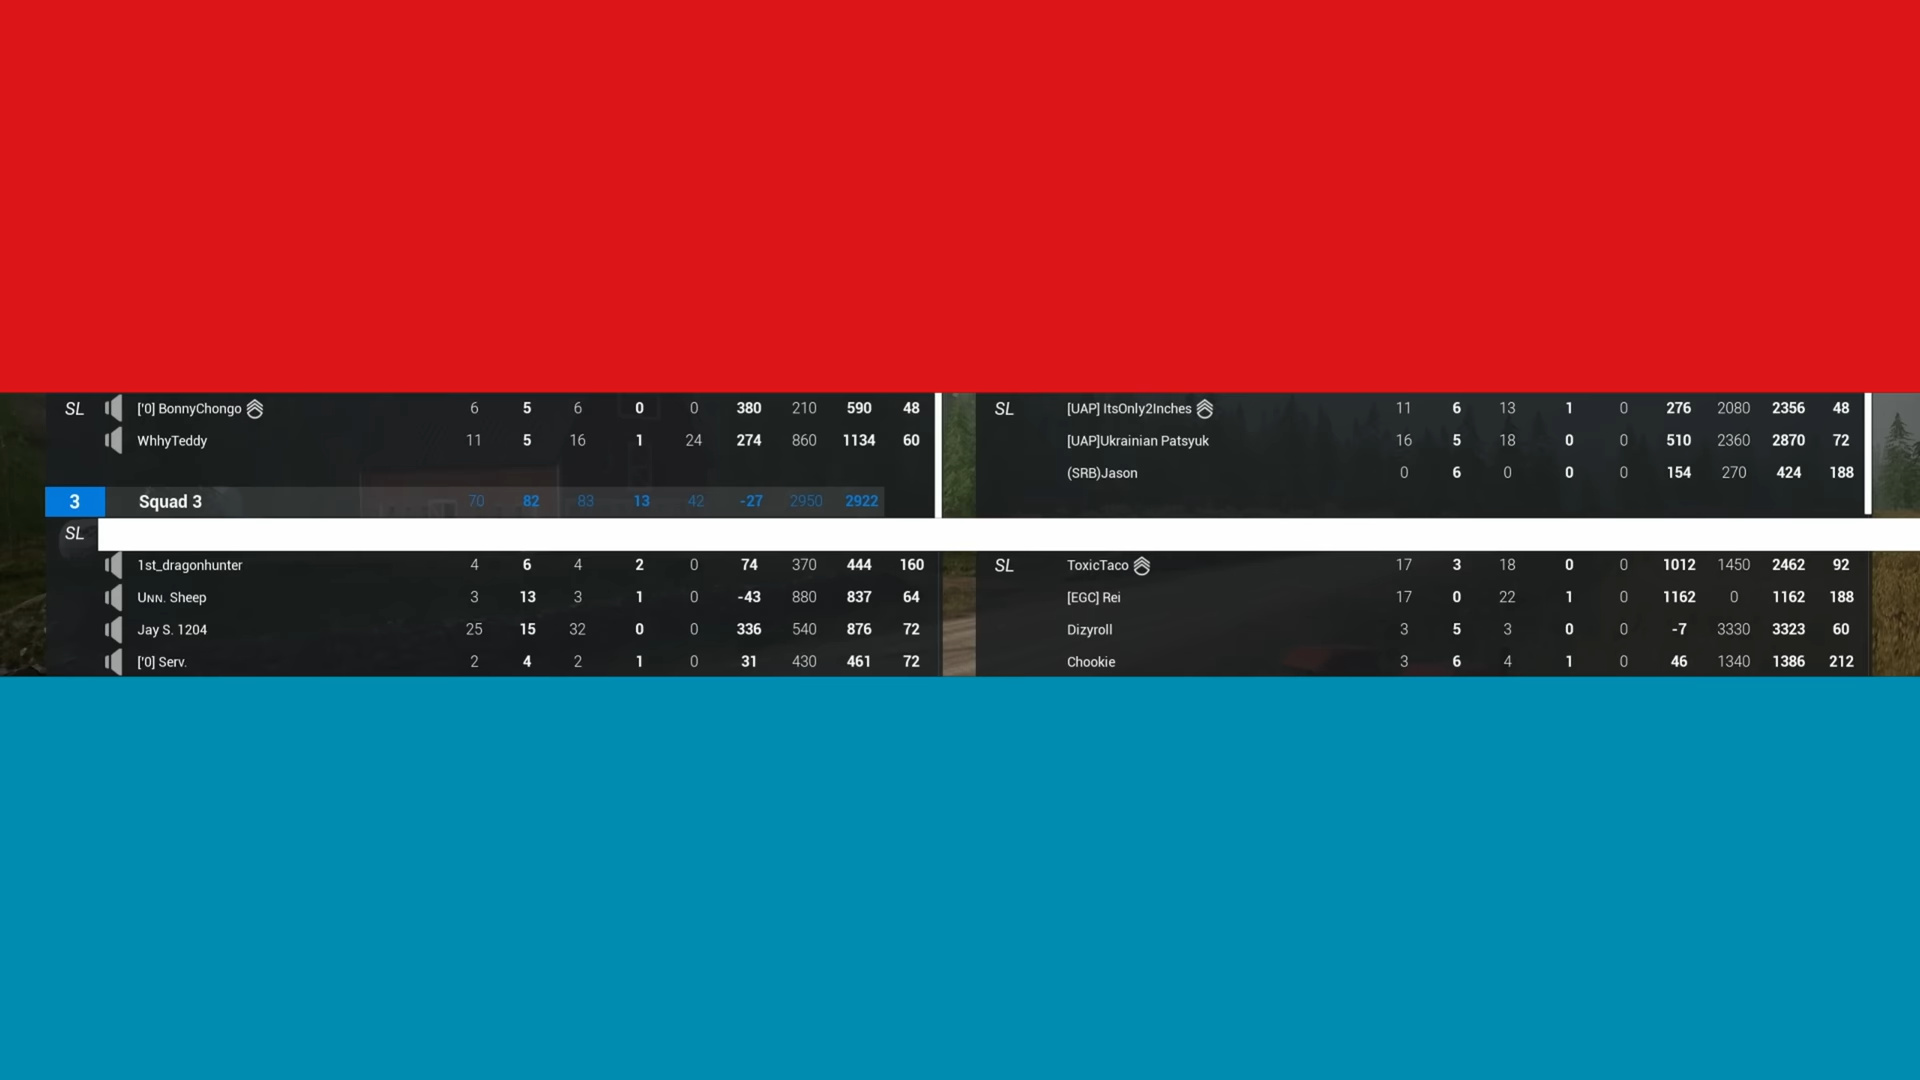 SL ['0] BonnyChongo 6 5 6 0 0 380 210 590 48
WhhyTeddy 11 5 16 1 24 274 860 1134 60
3 Squad 3 70 82 83 13 42 -27 2950 2922
SL
1st_dragonhunter 4 6 4 2 0 74 370 444 160
Uɴɴ. Sheep 3 13 3 1 0 -43 880 837 64
Jay S. 1204 25 15 32 0 0 336 540 876 72
['0] Serv. 2 4 2 1 0 31 430 461 72
SL [UAP] ItsOnly2Inches 11 6 13 1 0 276 2080 2356 48
[UAP]Ukrainian Patsyuk 16 5 18 0 0 510 2360 2870 72
(SRB)Jason 0 6 0 0 0 154 270 424 188
SL ToxicTaco 17 3 18 0 0 1012 1450 2462 92
[EGC] Rei 17 0 22 1 0 1162 0 1162 188
Dizyroll 3 5 3 0 0 -7 3330 3323 60
Chookie 3 6 4 1 0 46 1340 1386 212